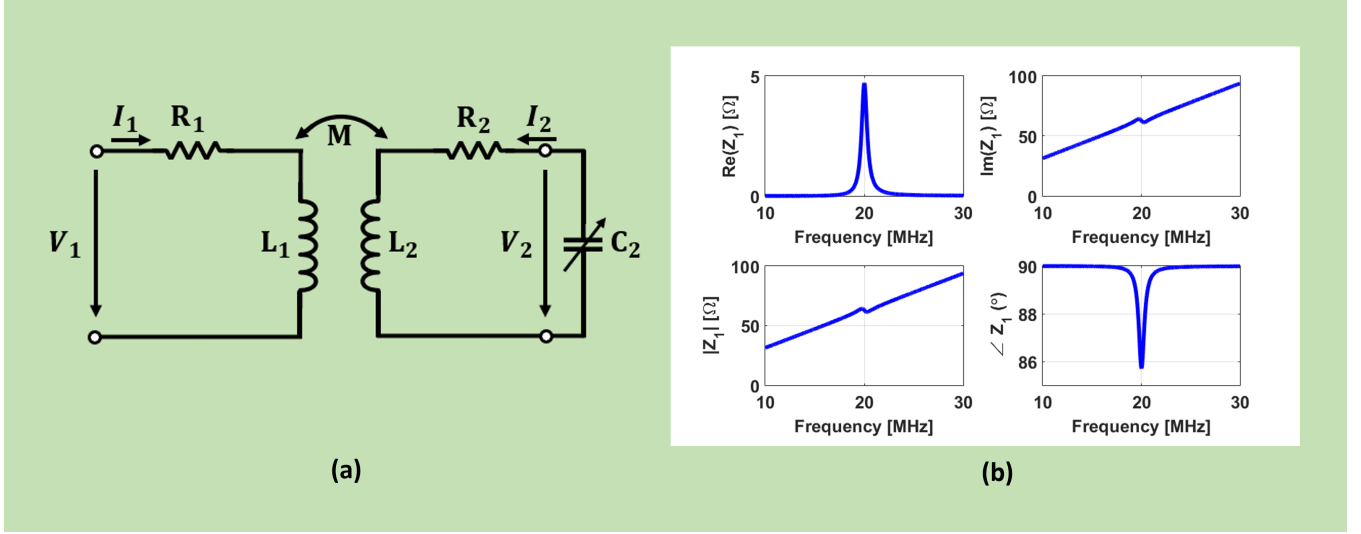 I₁ R₁ M R₂ I₂
V₁ L₁ L₂ V₂ C₂
(a)
5
0
Re(Z₁) [Ω]
10 20 30
Frequency [MHz]
100
50
0
Im(Z₁) [Ω]
10 20 30
Frequency [MHz]
100
50
0
|Z₁| [Ω]
10 20 30
Frequency [MHz]
90
88
86
∠ Z₁ (°)
10 20 30
Frequency [MHz]
(b)